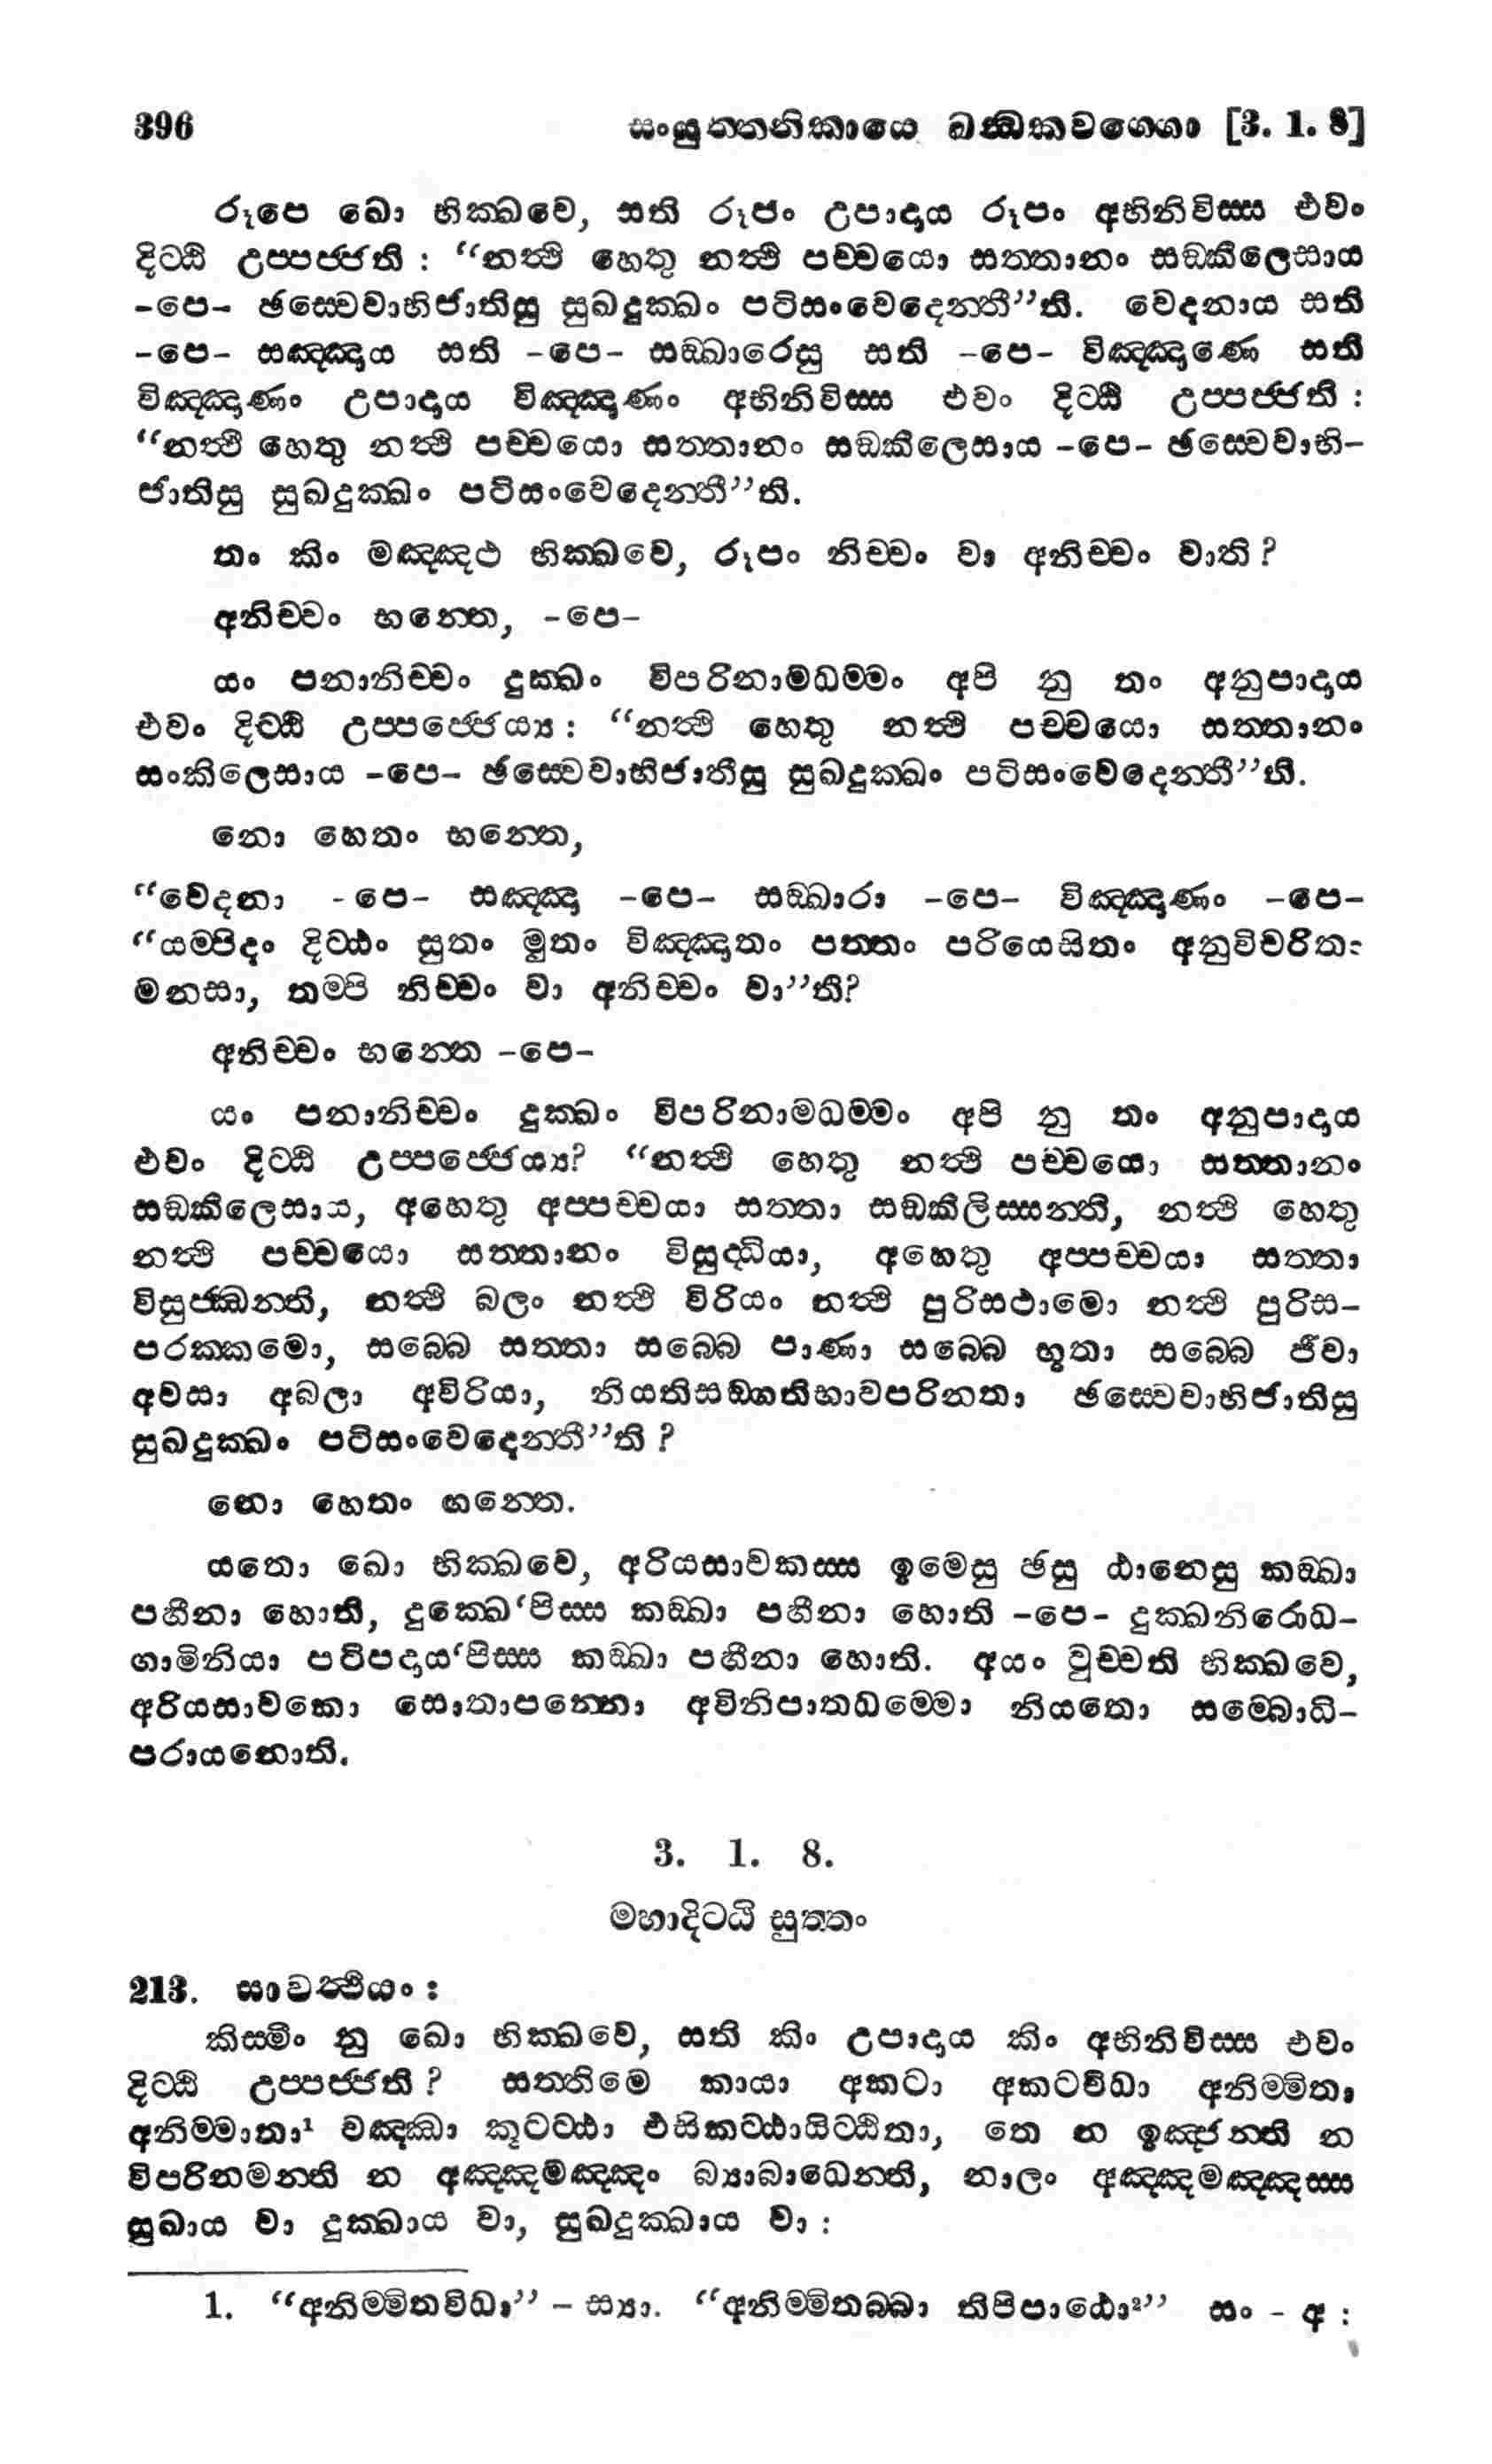 396 සංයුත්තනිකායෙ ඛන්ධකවග්ගො [3. 1. 8]
රූපෙ ඛො භික්ඛවෙ, සති රූපං උපාදාය රූපං අභිනිවිස්ස එවං
දිට්ඨි උප්පජ්ජති : “නත්ථි හෙතු නත්ථි පච්චයො සත්තානං සඞ්කිලෙසාය
-පෙ- ඡස්වෙවාභිජාතිසු සුඛදුක්ඛං පටිසංවෙදෙන්තී”ති. වෙදනාය සති
-පෙ- සඤ්ඤාය සති -පෙ- සඞ්ඛාරෙසු සති -පෙ- විඤ්ඤාණෙ සති
විඤ්ඤාණං උපාදාය විඤ්ඤාණං අභිනිවිස්ස එවං දිට්ඨි උප්පජ්ජති :
“නත්ථි හෙතු නත්ථි පච්චයො සත්තානං සඞ්කිලෙසාය -පෙ- ඡස්වෙවාභි-
ජාතිසු සුඛදුක්ඛං පටිසංවෙදෙන්තී”ති.
තං කිං මඤ්ඤථ භික්ඛවෙ, රූපං නිච්චං වා අනිච්චං වාති?
අනිච්චං භන්තෙ, -පෙ-
යං පනානිච්චං දුක්ඛං විපරිනාමධම්මං අපි නු තං අනුපාදාය
එවං දිට්ඨි උප්පජ්ජෙය්‍ය : “නත්ථි හෙතු නත්ථි පච්චයො සත්තානං
සංකිලෙසාය -පෙ- ඡස්වෙවාභිජාතීසු සුඛදුක්ඛං පටිසංවෙදෙන්තී”ති.
නො හෙතං භන්තෙ,
“වෙදනා -පෙ- සඤ්ඤා -පෙ- සඞ්ඛාරා -පෙ- විඤ්ඤාණං -පෙ-
“යම්පිදං දිට්ඨං සුතං මුතං විඤ්ඤාතං පත්තං පරියෙසිතං අනුවිචරිතං
මනසා, තම්පි නිච්චං වා අනිච්චං වා”ති?
අනිච්චං භන්තෙ -පෙ-
යං පනානිච්චං දුක්ඛං විපරිනාමධම්මං අපි නු තං අනුපාදාය
එවං දිට්ඨි උප්පජ්ජෙය්‍ය? “නත්ථි හෙතු නත්ථි පච්චයො සත්තානං
සඞ්කිලෙසාය, අහෙතු අප්පච්චයා සත්තා සඞ්කිලිස්සන්ති, නත්ථි හෙතු
නත්ථි පච්චයො සත්තානං විසුද්ධියා, අහෙතු අප්පච්චයා සත්තා
විසුජ්ඣන්ති, නත්ථි බලං නත්ථි විරියං නත්ථි පුරිසථාමො නත්ථි පුරිස-
පරක්කමො, සබ්බෙ සත්තා සබ්බෙ පාණා සබ්බෙ භූතා සබ්බෙ ජීවා
අවසා අබලා අවිරියා, නියතිසඞ්ගතිභාවපරිනතා ඡස්වෙවාභිජාතිසු
සුඛදුක්ඛං පටිසංවෙදෙන්තී”ති ?
නො හෙතං භන්තෙ.
යතො ඛො භික්ඛවෙ, අරියසාවකස්ස ඉමෙසු ඡසු ඨානෙසු කඞ්ඛා
පහීනා හොති, දුක්ඛෙ‘පිස්ස කඞ්ඛා පහීනා හොති -පෙ- දුක්ඛනිරොධ-
ගාමිනියා පටිපදාය‘පිස්ස කඞ්ඛා පහීනා හොති. අයං වුච්චති භික්ඛවෙ,
අරියසාවකො සොතාපන්නො අවිනිපාතධම්මො නියතො සම්බොධි-
පරායනොති.
3. 1. 8.
මහාදිට්ඨි සුත්තං
213. සාවත්ථියං :
කිස්මිං නු ඛො භික්ඛවෙ, සති කිං උපාදාය කිං අභිනිවිස්ස එවං
දිට්ඨි උප්පජ්ජති ? සත්තිමෙ කායා අකටා අකටවිධා අනිම්මිතා
අනිම්මාතා¹ වඤ්ඣා කූටට්ඨා එසිකට්ඨායිට්ඨිතා, තෙ න ඉඤ්ජන්ති න
විපරිනමන්ති න අඤ්ඤමඤ්ඤං බ්‍යාබාධෙන්ති, නාලං අඤ්ඤමඤ්ඤස්ස
සුඛාය වා දුක්ඛාය වා, සුඛදුක්ඛාය වා :
1. “අනිම්මිතවිධා” – ස්‍යා. “අනිම්මිතබ්බා තිපිපාඨො²” සං - අ :